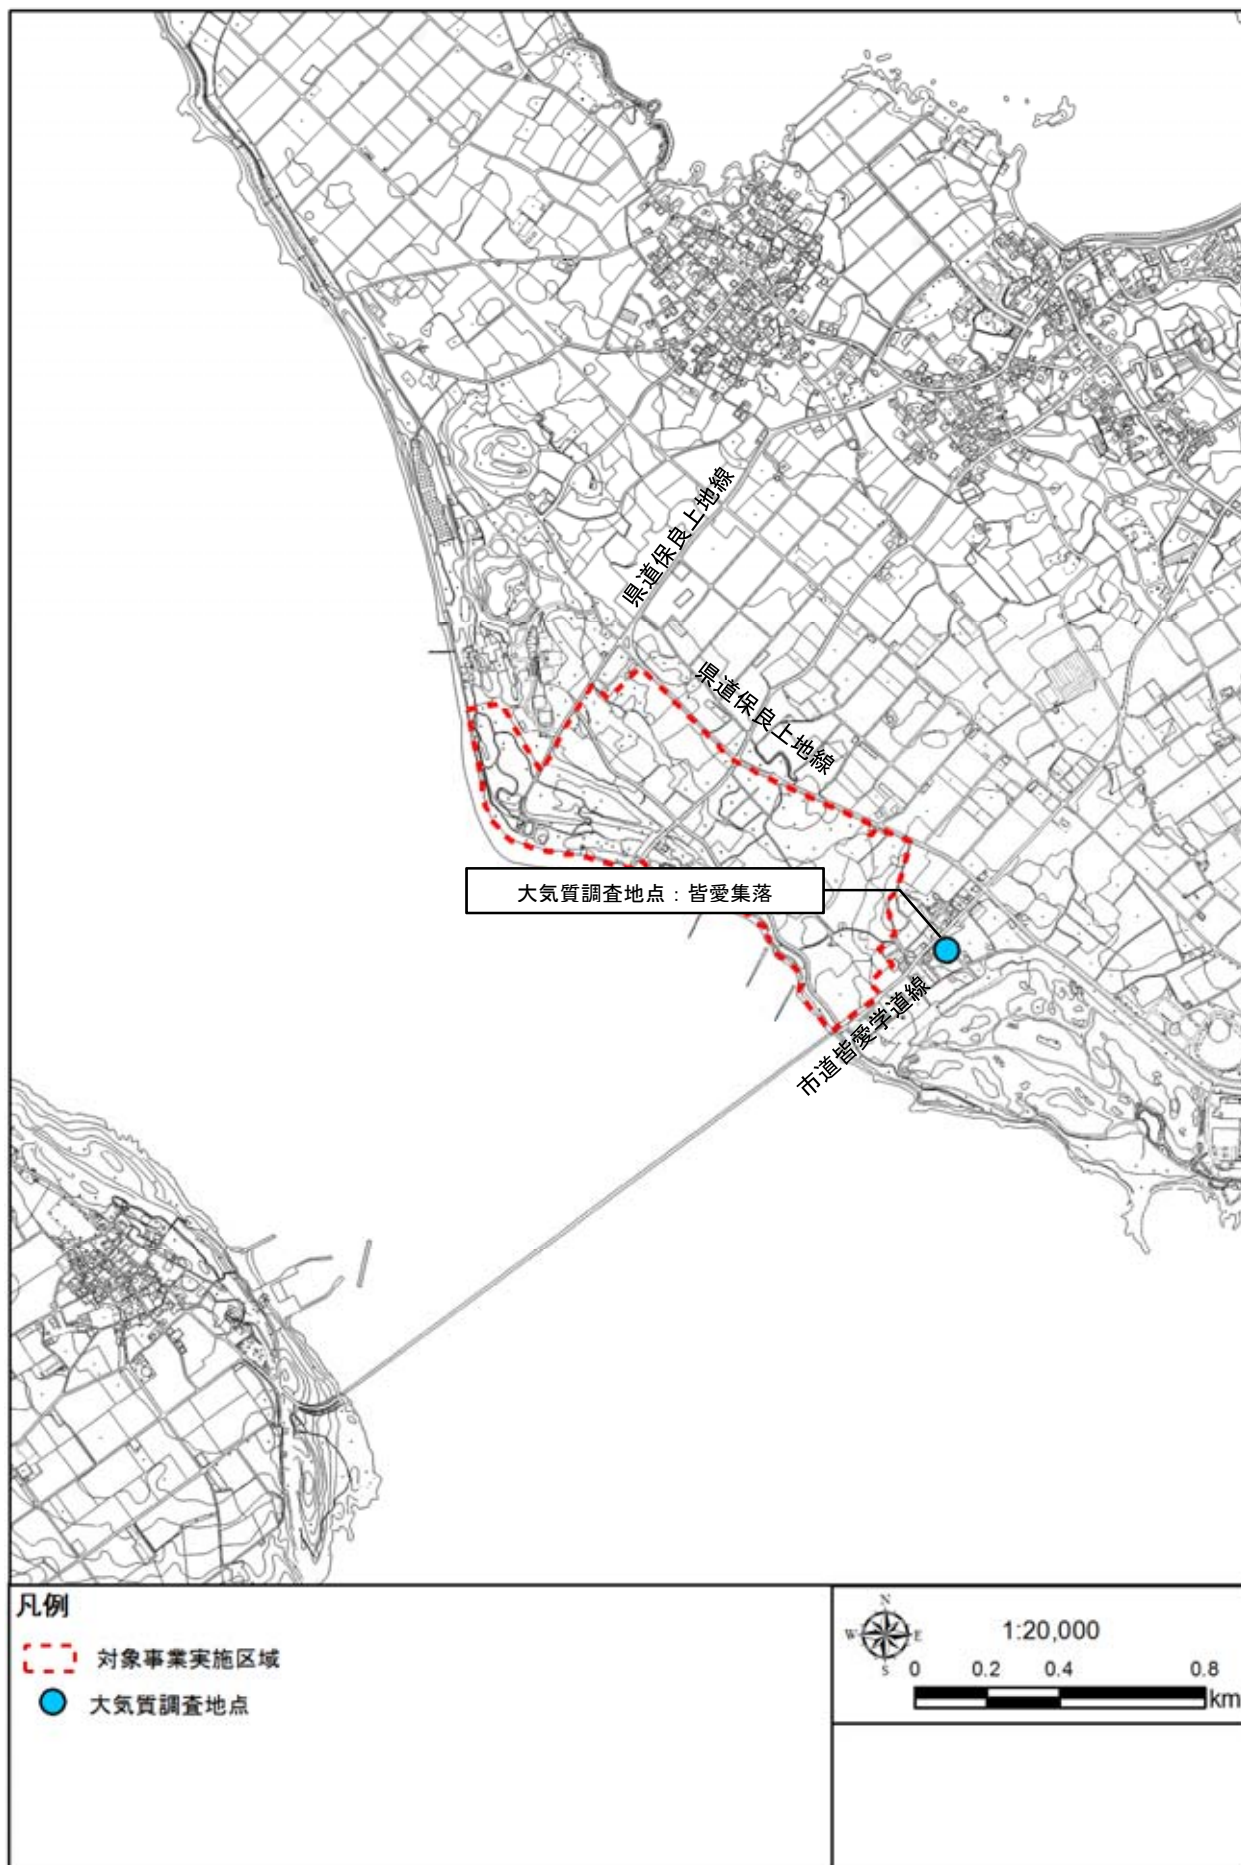 県道保良上地線
県道保良上地線
大気質調査地点：皆愛集落
市道皆愛学道線
凡例
対象事業実施区域
大気質調査地点
N
W E
S
1:20,000
0 0.2 0.4 0.8
km